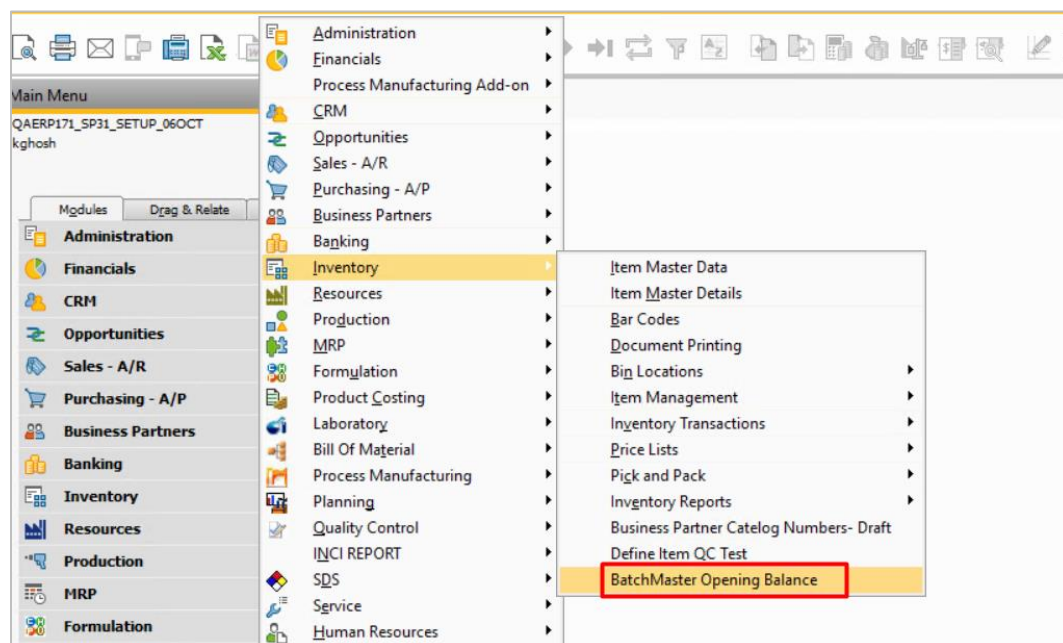 Main Menu
QAERP171_SP31_SETUP_06OCT
kghosh
Modules
Drag & Relate
Administration
Financials
CRM
Opportunities
Sales - A/R
Purchasing - A/P
Business Partners
Banking
Inventory
Resources
Production
MRP
Formulation
Administration
Financials
Process Manufacturing Add-on
CRM
Opportunities
Sales - A/R
Purchasing - A/P
Business Partners
Banking
Inventory
Resources
Production
MRP
Formulation
Product Costing
Laboratory
Bill Of Material
Process Manufacturing
Planning
Quality Control
INCI REPORT
SDS
Service
Human Resources
Item Master Data
Item Master Details
Bar Codes
Document Printing
Bin Locations
Item Management
Inventory Transactions
Price Lists
Pick and Pack
Inventory Reports
Business Partner Catelog Numbers- Draft
Define Item QC Test
BatchMaster Opening Balance